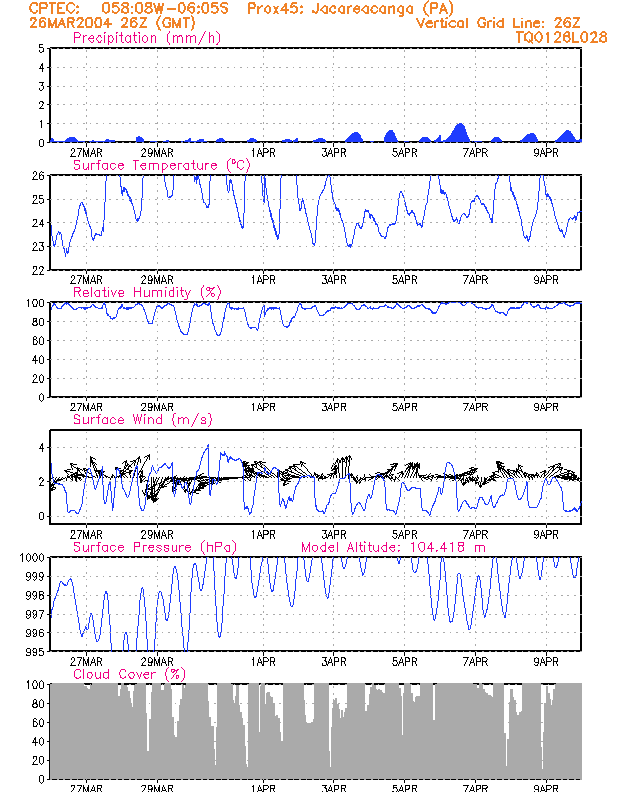 CPTEC: 058:08W-06:05S Prox45: Jacareacanga (PA)
26MAR2004 26Z (GMT) Vertical Grid Line: 26Z
Precipitation (mm/h) TQ0126L028
5
4
3
2
1
0
27MAR 29MAR 1APR 3APR 5APR 7APR 9APR
Surface Temperature (°C)
26
25
24
23
22
27MAR 29MAR 1APR 3APR 5APR 7APR 9APR
Relative Humidity (%)
100
80
60
40
20
0
27MAR 29MAR 1APR 3APR 5APR 7APR 9APR
Surface Wind (m/s)
4
2
0
27MAR 29MAR 1APR 3APR 5APR 7APR 9APR
Surface Pressure (hPa) Model Altitude: 104.418 m
1000
999
998
997
996
995
27MAR 29MAR 1APR 3APR 5APR 7APR 9APR
Cloud Cover (%)
100
80
60
40
20
0
27MAR 29MAR 1APR 3APR 5APR 7APR 9APR